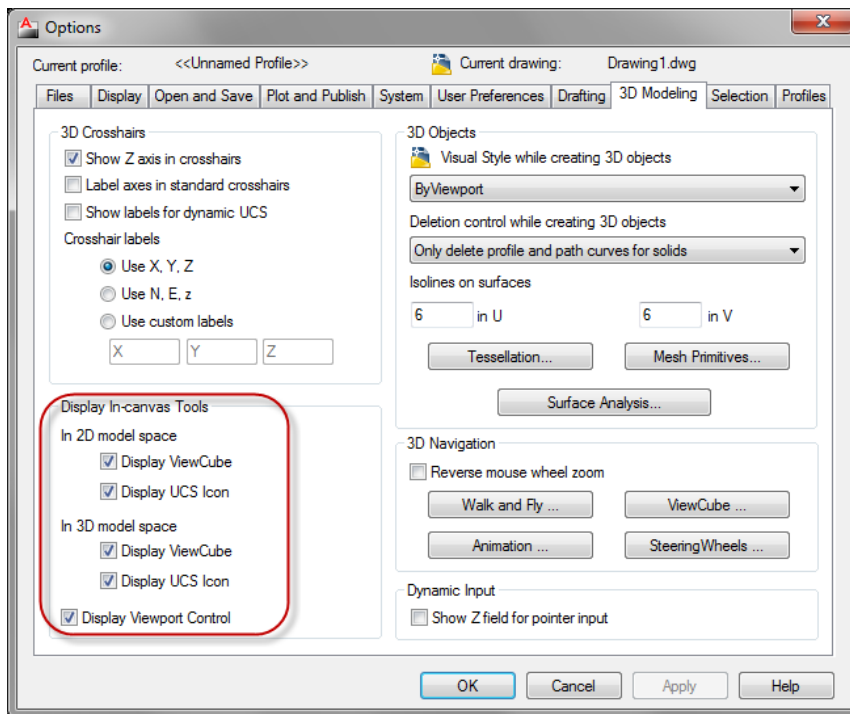 Options
Current profile: <<Unnamed Profile>> Current drawing: Drawing1.dwg
Files Display Open and Save Plot and Publish System User Preferences Drafting 3D Modeling Selection Profiles
3D Crosshairs
Show Z axis in crosshairs
Label axes in standard crosshairs
Show labels for dynamic UCS
Crosshair labels
Use X, Y, Z
Use N, E, z
Use custom labels
X Y Z
Display In-canvas Tools
In 2D model space
Display ViewCube
Display UCS Icon
In 3D model space
Display ViewCube
Display UCS Icon
Display Viewport Control
3D Objects
Visual Style while creating 3D objects
ByViewport
Deletion control while creating 3D objects
Only delete profile and path curves for solids
Isolines on surfaces
6 in U 6 in V
Tessellation... Mesh Primitives...
Surface Analysis...
3D Navigation
Reverse mouse wheel zoom
Walk and Fly ... ViewCube ...
Animation ... SteeringWheels ...
Dynamic Input
Show Z field for pointer input
OK Cancel Apply Help